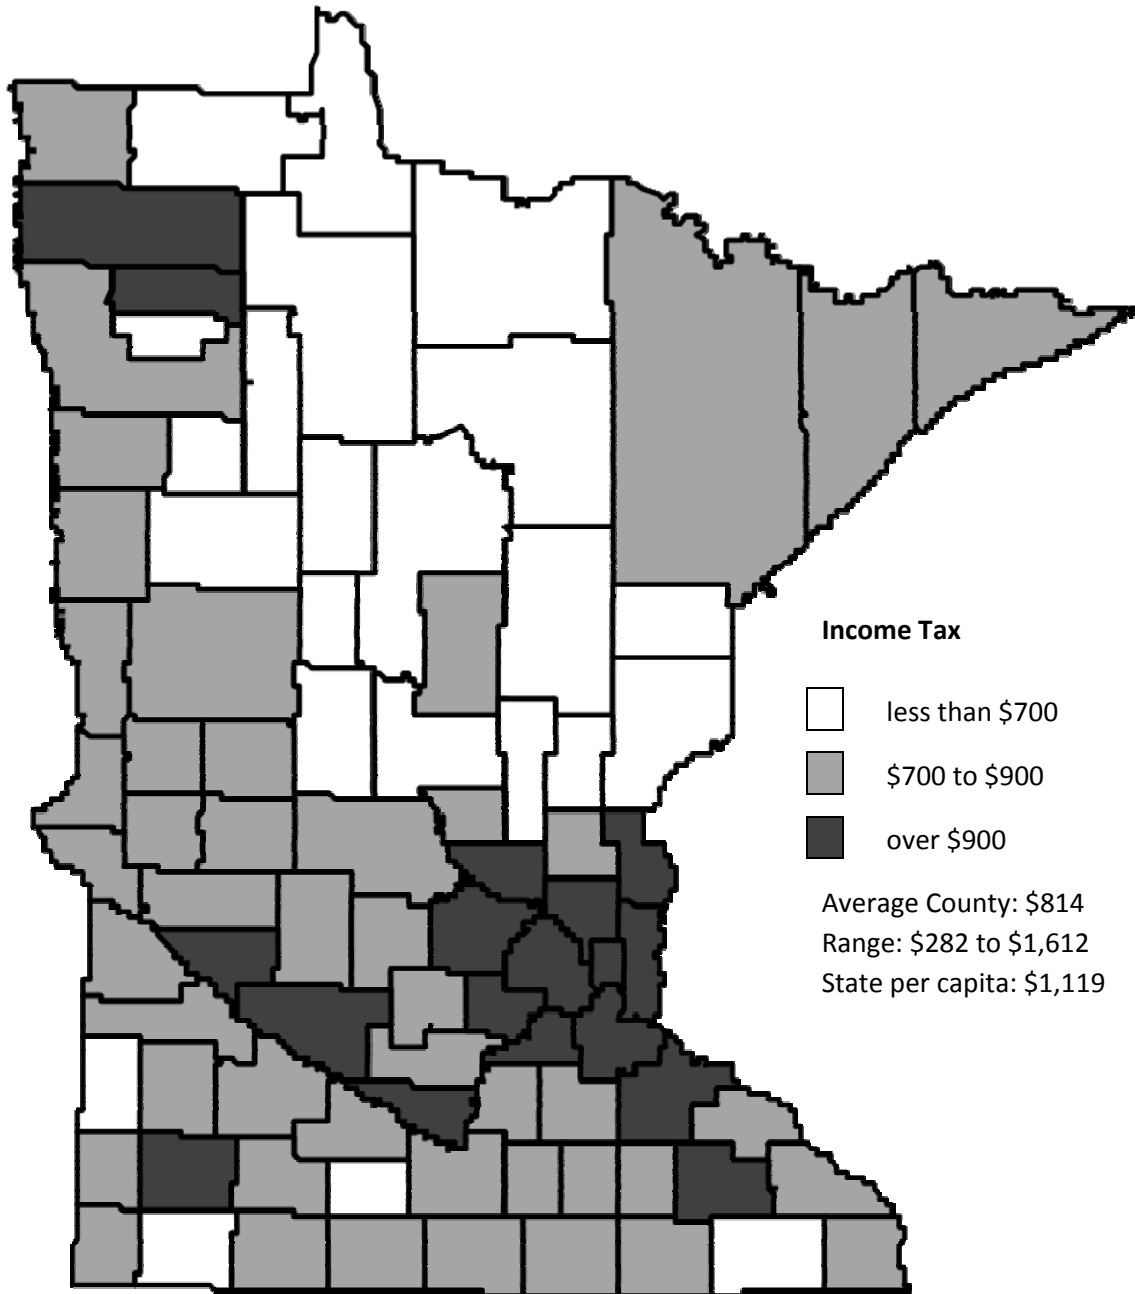 Income Tax
less than $700
$700 to $900
over $900
Average County: $814
Range: $282 to $1,612
State per capita: $1,119